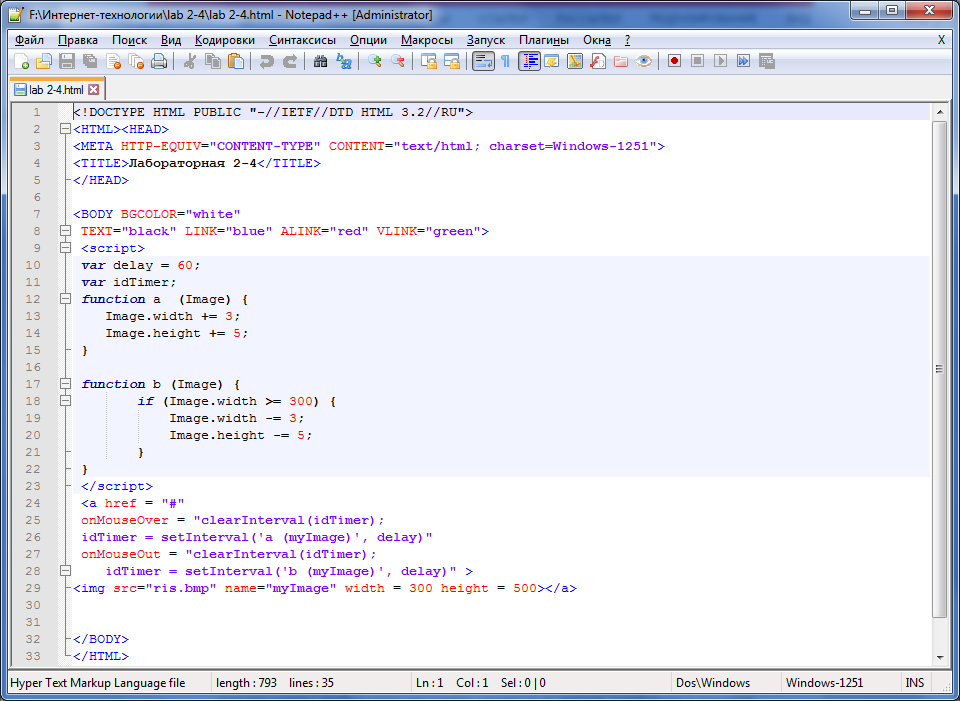 F:\Интернет-технологии\lab 2-4\lab 2-4.html - Notepad++ [Administrator]
Файл Правка Поиск Вид Кодировки Синтаксисы Опции Макросы Запуск Плагины Окна ? X
lab 2-4.html
1 <!DOCTYPE HTML PUBLIC "-//IETF//DTD HTML 3.2//RU">
2 <HTML><HEAD>
3 <META HTTP-EQUIV="CONTENT-TYPE" CONTENT="text/html; charset=Windows-1251">
4 <TITLE>Лабораторная 2-4</TITLE>
5 </HEAD>
6
7 <BODY BGCOLOR="white"
8 TEXT="black" LINK="blue" ALINK="red" VLINK="green">
9 <script>
10 var delay = 60;
11 var idTimer;
12 function a  (Image) {
13 Image.width += 3;
14 Image.height += 5;
15 }
16
17 function b (Image) {
18 if (Image.width >= 300) {
19 Image.width -= 3;
20 Image.height -= 5;
21 }
22 }
23 </script>
24 <a href = "#"
25 onMouseOver = "clearInterval(idTimer);
26 idTimer = setInterval('a (myImage)', delay)"
27 onMouseOut = "clearInterval(idTimer);
28 idTimer = setInterval('b (myImage)', delay)" >
29 <img src="ris.bmp" name="myImage" width = 300 height = 500></a>
30
31
32 </BODY>
33 </HTML>
Hyper Text Markup Language file length : 793 lines : 35 Ln : 1 Col : 1 Sel : 0 | 0 Dos\Windows Windows-1251 INS